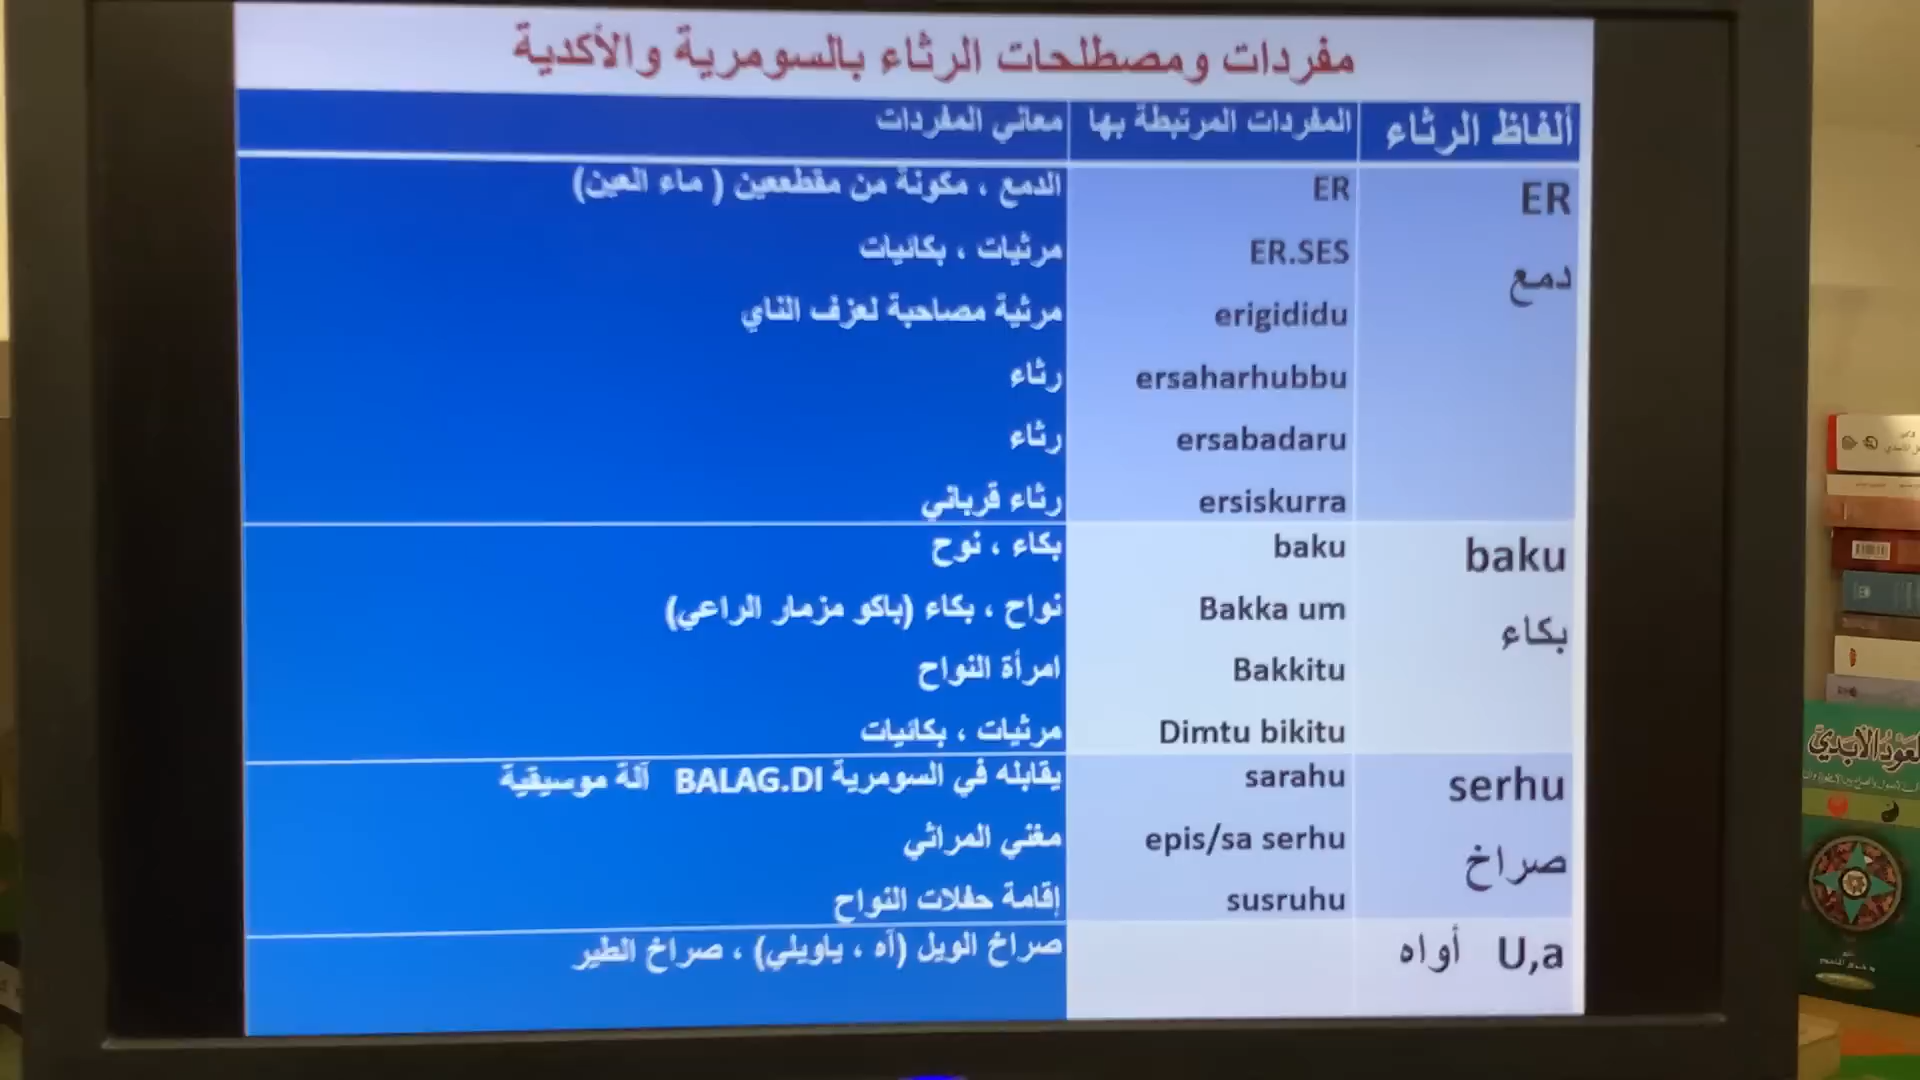 مفردات ومصطلحات الرثاء بالسومرية والأكدية
ألفاظ الرثاء المفردات المرتبطة بها معاني المفردات
ER ER الدمع ، مكونة من مقطععين ( ماء العين)
دمع ER.SES مرثيات ، بكائيات
erigididu مرثية مصاحبة لعزف الناي
ersaharhubbu رثاء
ersabadaru رثاء
ersiskurra رثاء قرباني
baku baku بكاء ، نوح
بكاء Bakka um نواح ، بكاء (باكو مزمار الراعي)
Bakkitu امرأة النواح
Dimtu bikitu مرثيات ، بكائيات
serhu sarahu يقابله في السومرية BALAG.DI آلة موسيقية
صراخ epis/sa serhu مغني المراثي
susruhu إقامة حفلات النواح
U,a أواه صراخ الويل (آه ، ياويلي) ، صراخ الطير
العود الأبدي